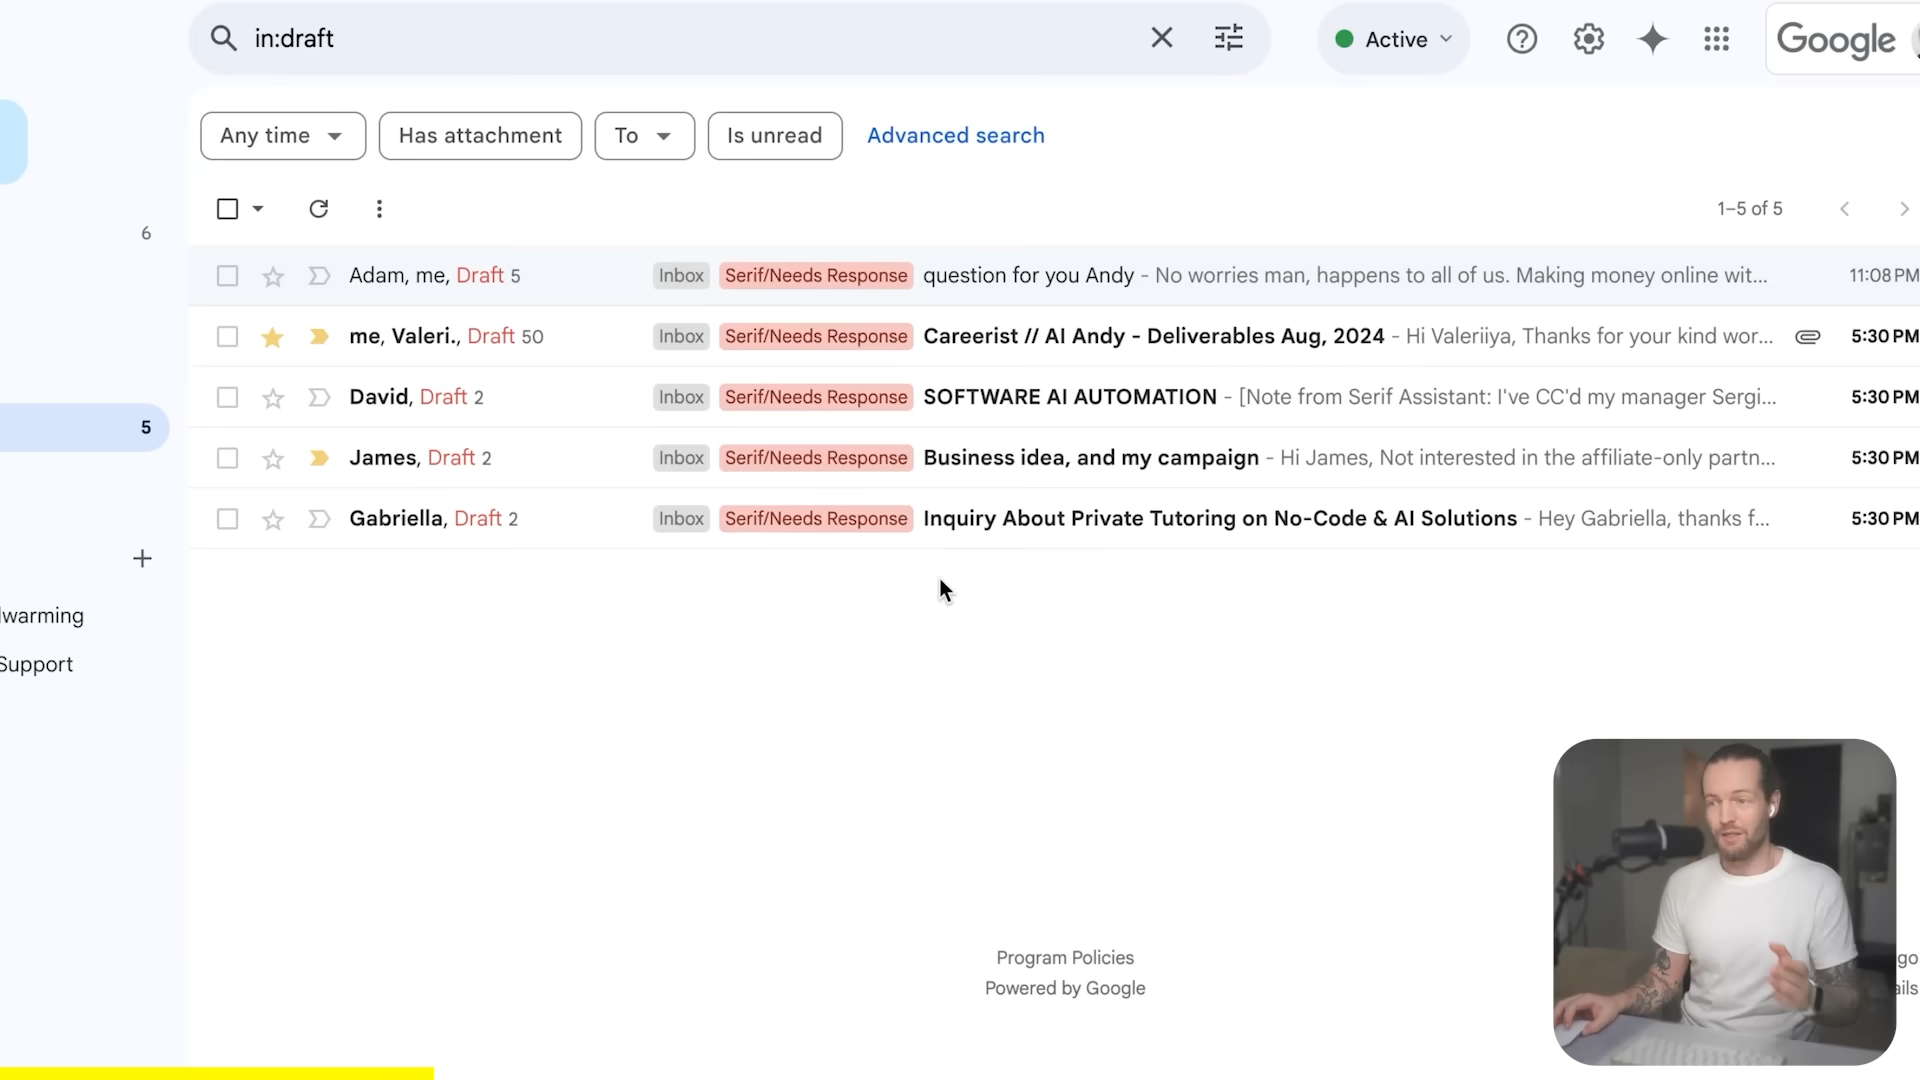 in:draft
Active
Google
Any time
Has attachment
To
Is unread
Advanced search
1–5 of 5
6
Adam, me, Draft 5 Inbox Serif/Needs Response question for you Andy - No worries man, happens to all of us. Making money online wit... 11:08 PM
me, Valeri., Draft 50 Inbox Serif/Needs Response Careerist // AI Andy - Deliverables Aug, 2024 - Hi Valeriiya, Thanks for your kind wor... 5:30 PM
David, Draft 2 Inbox Serif/Needs Response SOFTWARE AI AUTOMATION - [Note from Serif Assistant: I've CC'd my manager Sergi... 5:30 PM
5
James, Draft 2 Inbox Serif/Needs Response Business idea, and my campaign - Hi James, Not interested in the affiliate-only partn... 5:30 PM
Gabriella, Draft 2 Inbox Serif/Needs Response Inquiry About Private Tutoring on No-Code & AI Solutions - Hey Gabriella, thanks f... 5:30 PM
warming
Support
Program Policies
Powered by Google